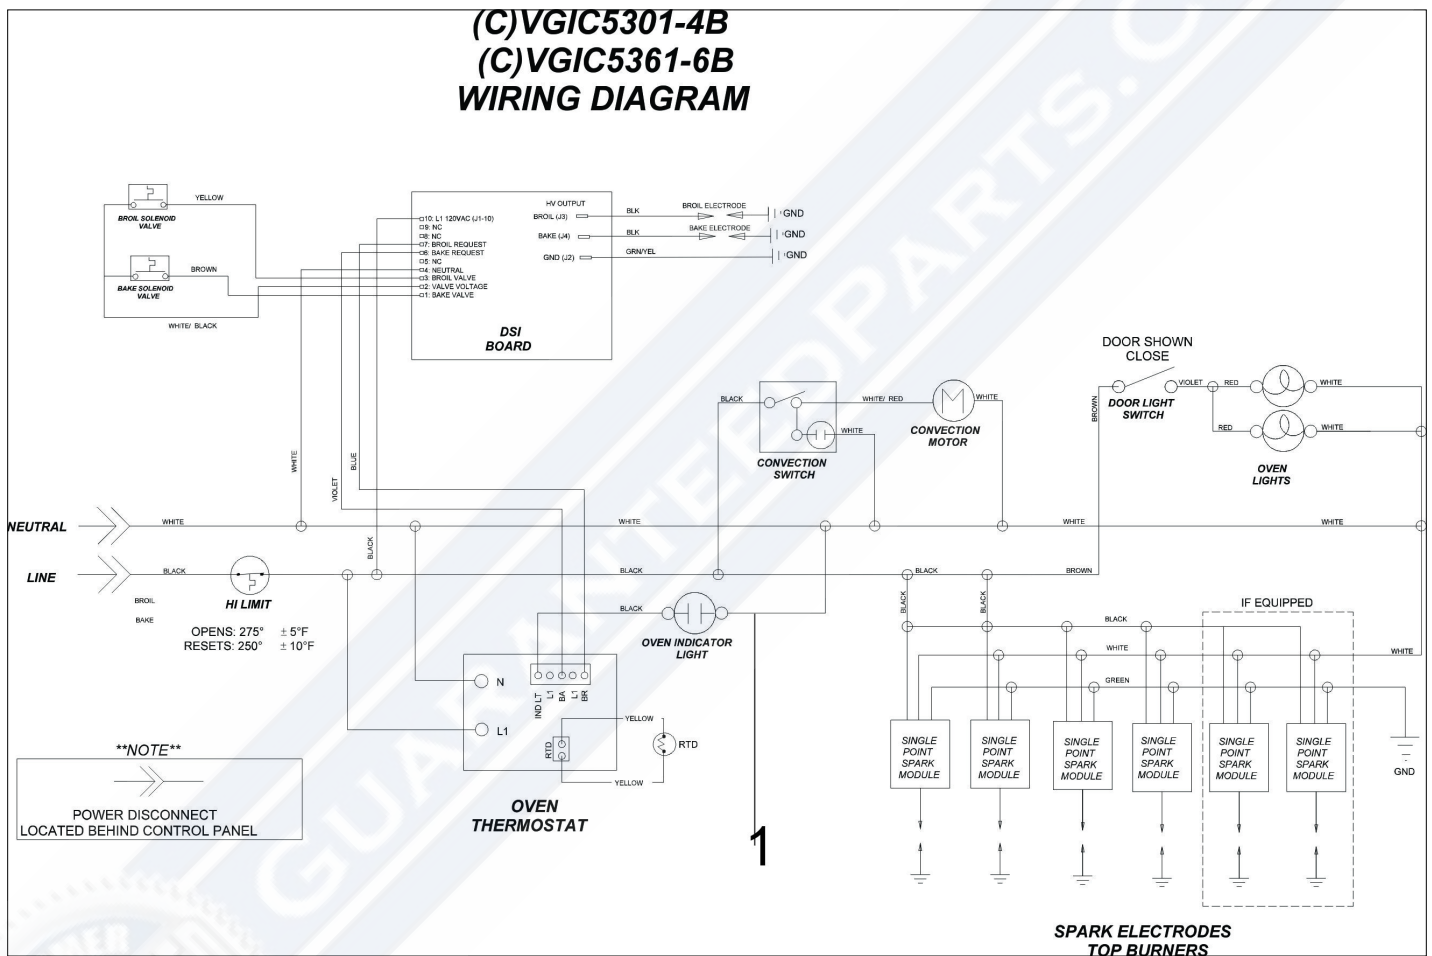 (C)VGIC5301-4B
(C)VGIC5361-6B
WIRING DIAGRAM
YELLOW
BROIL SOLENOID
VALVE
BROWN
BAKE SOLENOID
VALVE
WHITE/ BLACK
10: L1 120VAC (J1-10)
9: NC
8: NC
7: BROIL REQUEST
6: BAKE REQUEST
5: NC
4: NEUTRAL
3: BROIL VALVE
2: VALVE VOLTAGE
1: BAKE VALVE
HV OUTPUT
BROIL (J3)
BAKE (J4)
GND (J2)
DSI
BOARD
BLK
BROIL ELECTRODE
GND
BLK
BAKE ELECTRODE
GND
GRN/YEL
GND
DOOR SHOWN
CLOSE
BROWN
VIOLET
RED
WHITE
DOOR LIGHT
SWITCH
RED
WHITE
OVEN
LIGHTS
BLACK
WHITE/ RED
WHITE
WHITE
CONVECTION
MOTOR
CONVECTION
SWITCH
WHITE
VIOLET
BLUE
BLACK
NEUTRAL
WHITE
WHITE
WHITE
WHITE
LINE
BLACK
BLACK
BLACK
BROWN
HI LIMIT
BROIL
BAKE
OPENS: 275° ± 5°F
RESETS: 250° ± 10°F
BLACK
OVEN INDICATOR
LIGHT
N
L1
IND LT
L1
BA
L1
BR
RTD
YELLOW
RTD
YELLOW
OVEN
THERMOSTAT
1
BLACK
BLACK
IF EQUIPPED
BLACK
WHITE
WHITE
GREEN
SINGLE
POINT
SPARK
MODULE
SINGLE
POINT
SPARK
MODULE
SINGLE
POINT
SPARK
MODULE
SINGLE
POINT
SPARK
MODULE
SINGLE
POINT
SPARK
MODULE
SINGLE
POINT
SPARK
MODULE
GND
SPARK ELECTRODES
TOP BURNERS
**NOTE**
POWER DISCONNECT
LOCATED BEHIND CONTROL PANEL
GUARANTEEDPARTS.C